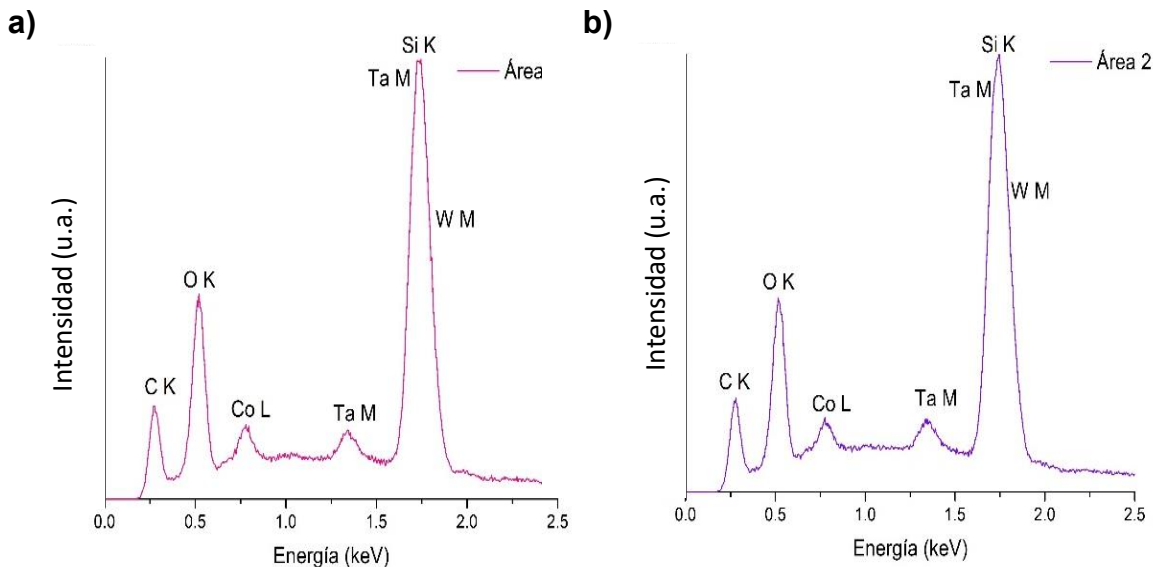 a)
Si K
Ta M
Área
Intensidad (u.a.)
W M
O K
C K
Co L
Ta M
0.0 0.5 1.0 1.5 2.0 2.5
Energía (keV)
b)
Si K
Área 2
Ta M
Intensidad (u.a.)
W M
O K
C K
Co L
Ta M
0.0 0.5 1.0 1.5 2.0 2.5
Energía (keV)